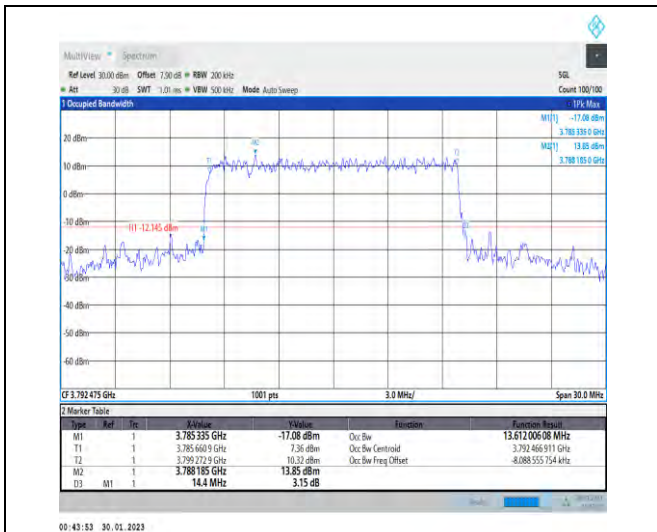 MultiView Spectrum
Ref Level 30.00 dBm Offset 7.90 dB RBW 200 kHz SGL
Att 30 dB SWT 1.01 ms VBW 500 kHz Mode Auto Sweep Count 100/100
1 Occupied Bandwidth 1Pk Max
M1[1] -17.08 dBm
3.785 335 0 GHz
M2[1] 13.85 dBm
3.788 185 0 GHz
20 dBm
M2
T1
T2
10 dBm
0 dBm
-10 dBm
H1 -12.145 dBm
M1
-20 dBm
-30 dBm
-40 dBm
-50 dBm
-60 dBm
CF 3.792 475 GHz 1001 pts 3.0 MHz/ Span 30.0 MHz
2 Marker Table
Type Ref Trc X-Value Y-Value Function Function Result
M1 1 3.785 335 GHz -17.08 dBm Occ Bw 13.612 006 08 MHz
T1 1 3.785 660 9 GHz 7.36 dBm Occ Bw Centroid 3.792 466 911 GHz
T2 1 3.799 272 9 GHz 10.32 dBm Occ Bw Freq Offset -8.088 555 754 kHz
M2 1 3.788 185 GHz 13.85 dBm
D3 M1 1 14.4 MHz 3.15 dB
00:43:53 30.01.2023